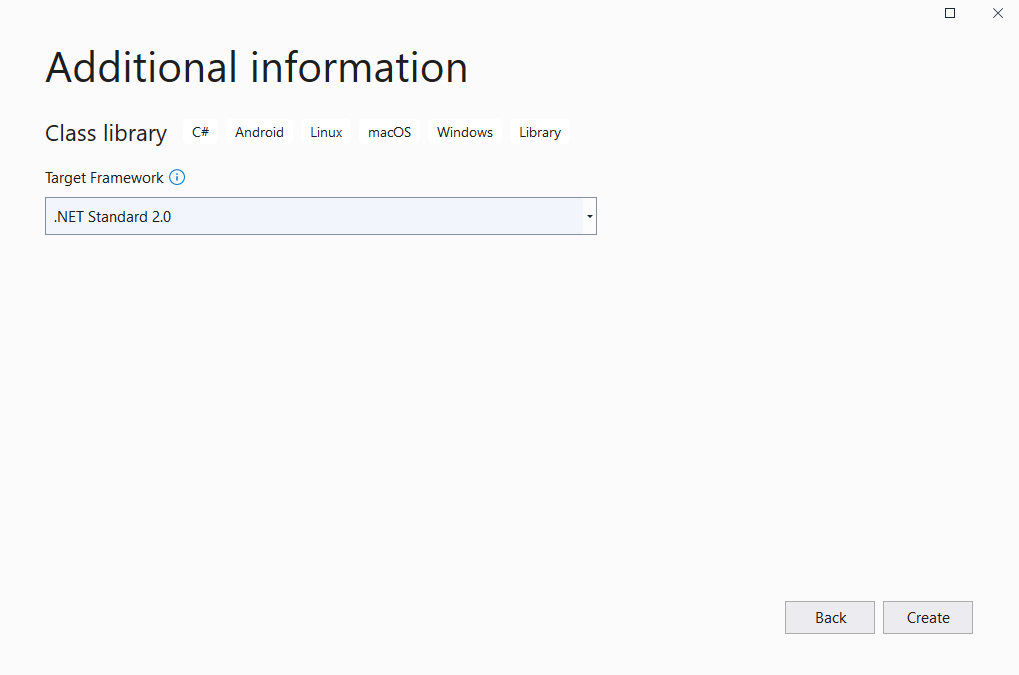 Additional information
Class library C# Android Linux macOS Windows Library
Target Framework
.NET Standard 2.0
Back Create